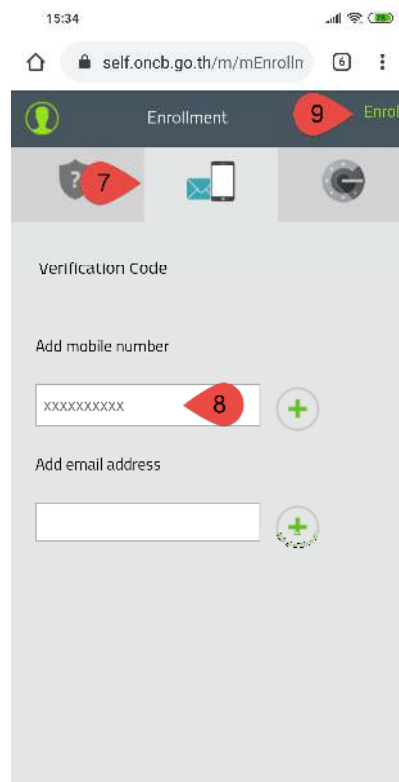 15:34
78
self.oncb.go.th/m/mEnrolln
6
Enrollment
9
Enrol
?
7
Verification Code
Add mobile number
xxxxxxxxxx
8
Add email address